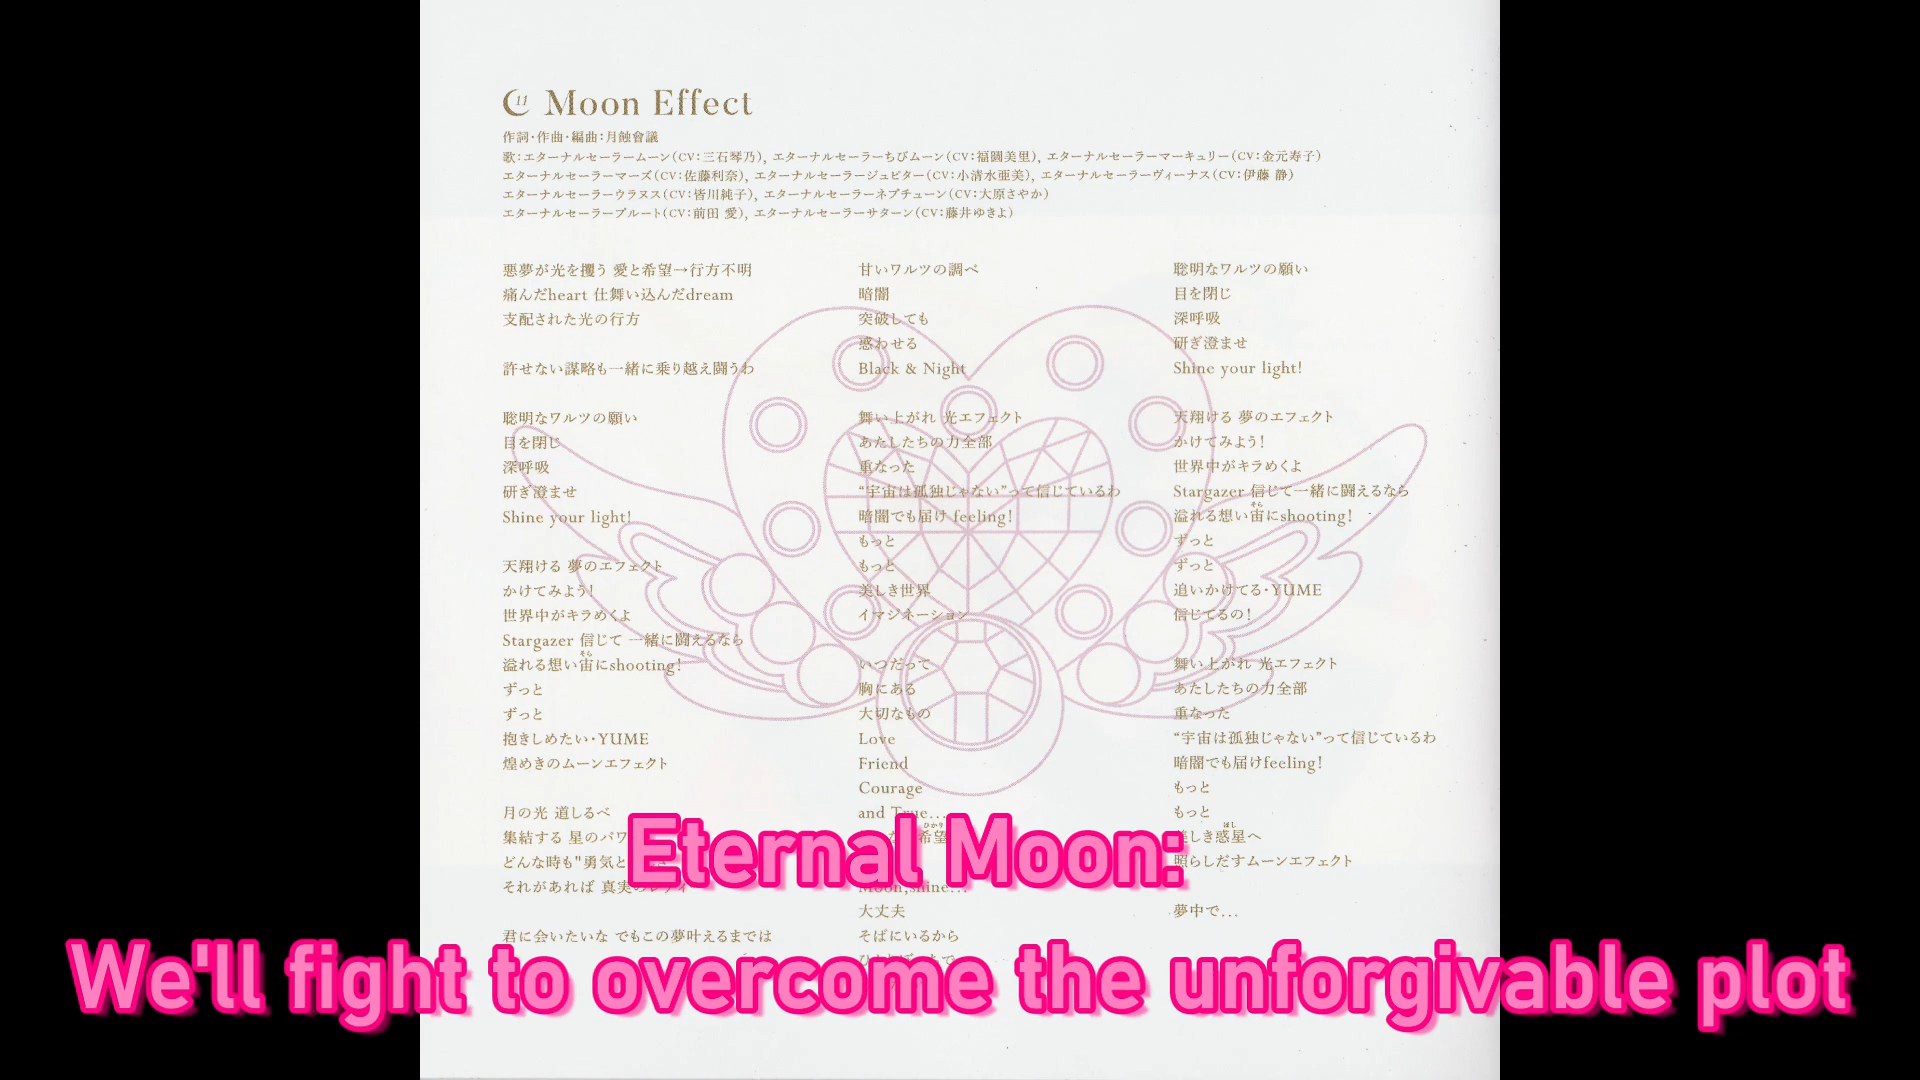 11 Moon Effect
作詞・作曲・編曲：月蝕會議
歌：エターナルセーラームーン（CV：三石琴乃）, エターナルセーラーちびムーン（CV：福圓美里）, エターナルセーラーマーキュリー（CV：金元寿子）
エターナルセーラーマーズ（CV：佐藤利奈）, エターナルセーラージュピター（CV：小清水亜美）, エターナルセーラーヴィーナス（CV：伊藤 静）
エターナルセーラーウラヌス（CV：皆川純子）, エターナルセーラーネプチューン（CV：大原さやか）
エターナルセーラープルート（CV：前田 愛）, エターナルセーラーサターン（CV：藤井ゆきよ）
悪夢が光を攫う 愛と希望→行方不明
痛んだheart 仕舞い込んだdream
支配された光の行方
許せない謀略も一緒に乗り越え闘うわ
聡明なワルツの願い
目を閉じ
深呼吸
研ぎ澄ませ
Shine your light!
天翔ける 夢のエフェクト
かけてみよう!
世界中がキラめくよ
Stargazer 信じて 一緒に闘えるなら
溢れる想い宙にshooting!
そら
ずっと
ずっと
抱きしめたい・YUME
煌めきのムーンエフェクト
月の光 道しるべ
集結する 星のパワ
どんな時も"勇気と
それがあれば 真実のレディ
君に会いたいな でもこの夢叶えるまでは
甘いワルツの調べ
暗闇
突破しても
惑わせる
Black & Night
舞い上がれ 光エフェクト
あたしたちの力全部
重なった
“宇宙は孤独じゃない”って信じているわ
暗闇でも届け feeling!
もっと
もっと
美しき世界
イマジネーション
いつだって
胸にある
大切なもの
Love
Friend
Courage
and True...
希望
ひかり
Moon,shine...
大丈夫
そばにいるから
聡明なワルツの願い
目を閉じ
深呼吸
研ぎ澄ませ
Shine your light!
天翔ける 夢のエフェクト
かけてみよう!
世界中がキラめくよ
Stargazer 信じて一緒に闘えるなら
溢れる想い宙にshooting!
そら
ずっと
ずっと
追いかけてる・YUME
信じてるの!
舞い上がれ 光エフェクト
あたしたちの力全部
重なった
“宇宙は孤独じゃない”って信じているわ
暗闇でも届けfeeling!
もっと
もっと
しき惑星へ
ほし
照らしだすムーンエフェクト
夢中で...
Eternal Moon:
We'll fight to overcome the unforgivable plot